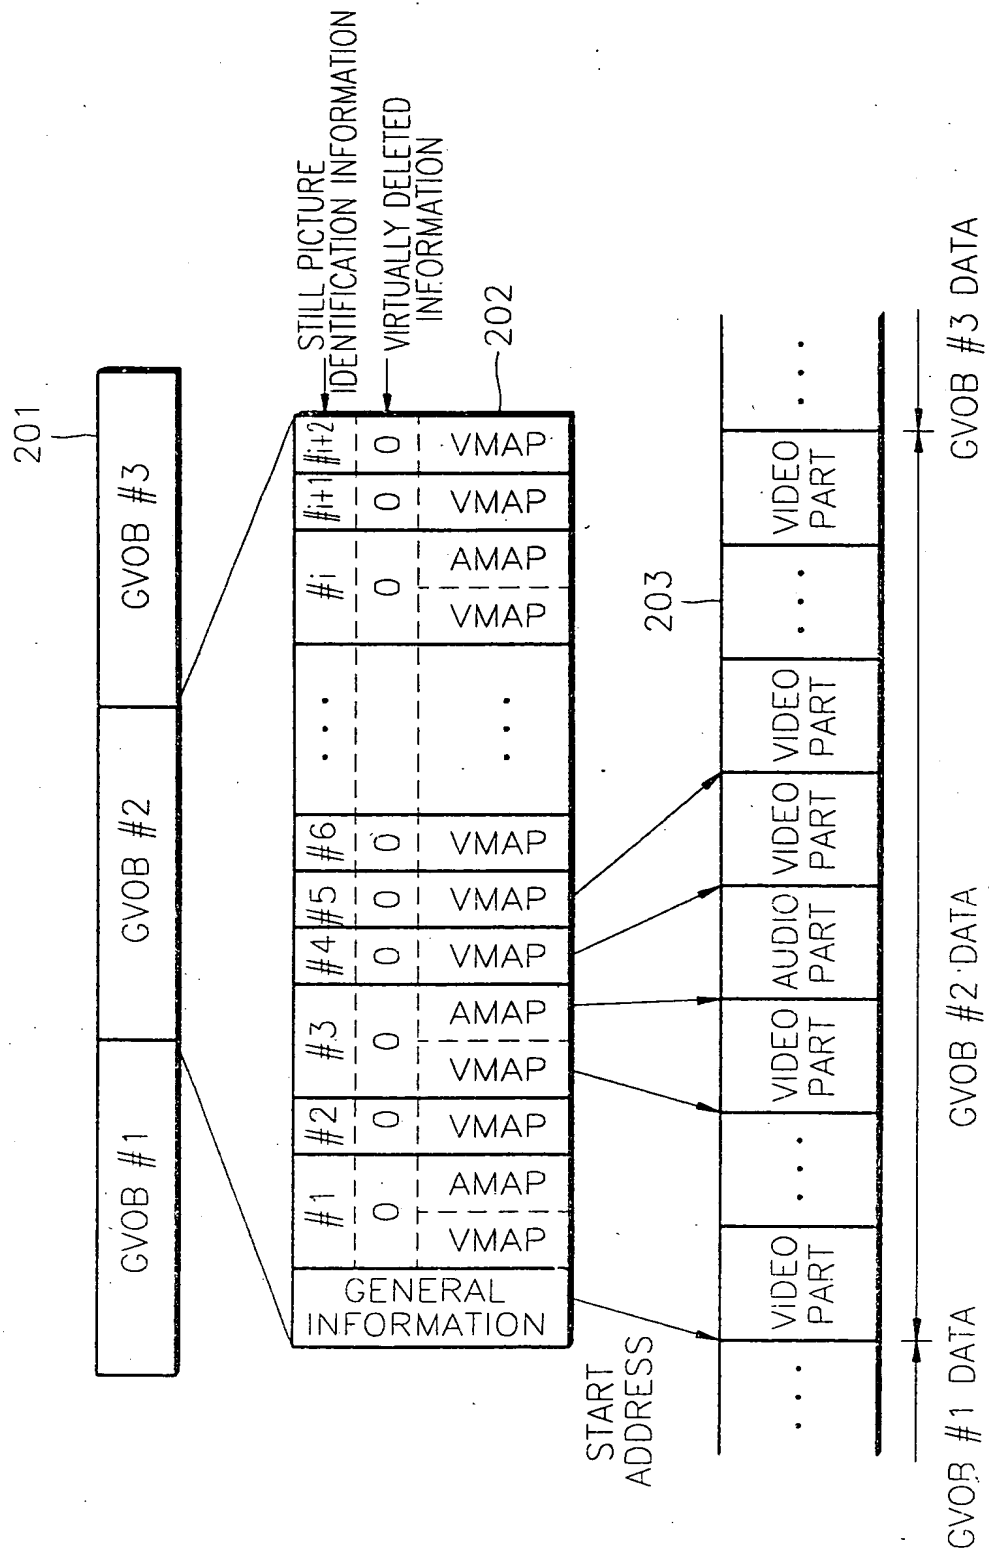 201
GVOB #1
GVOB #2
GVOB #3
STILL PICTURE
IDENTIFICATION INFORMATION
VIRTUALLY DELETED
INFORMATION
202
GENERAL
INFORMATION
#1
0
VMAP
AMAP
#2
0
VMAP
#3
0
VMAP
AMAP
#4
0
VMAP
#5
0
VMAP
#6
0
VMAP
...
...
#i
0
VMAP
AMAP
#i+1
0
VMAP
#i+2
0
VMAP
START
ADDRESS
203
...
VIDEO
PART
...
VIDEO
PART
AUDIO
PART
VIDEO
PART
VIDEO
PART
...
VIDEO
PART
...
GVOB #1 DATA
GVOB #2 DATA
GVOB #3 DATA